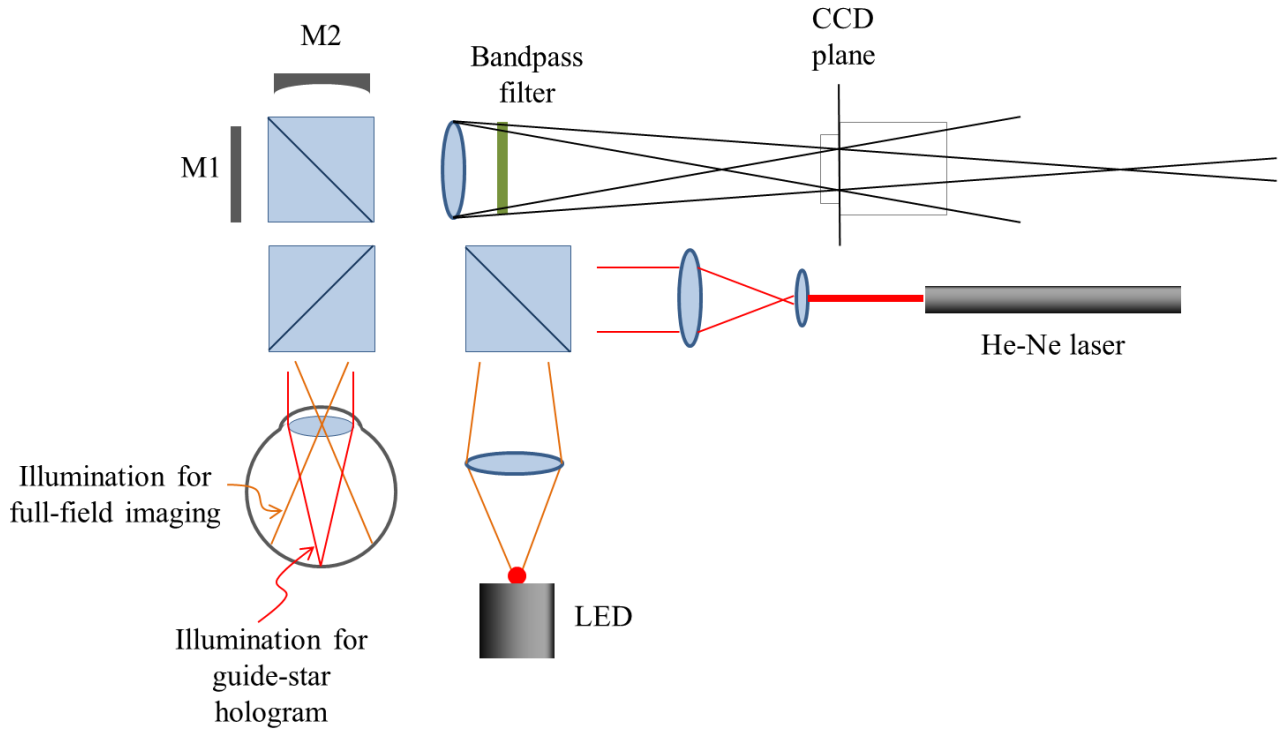 M2
CCD
plane
Bandpass
filter
M1
He-Ne laser
Illumination for
full-field imaging
LED
Illumination for
guide-star
hologram